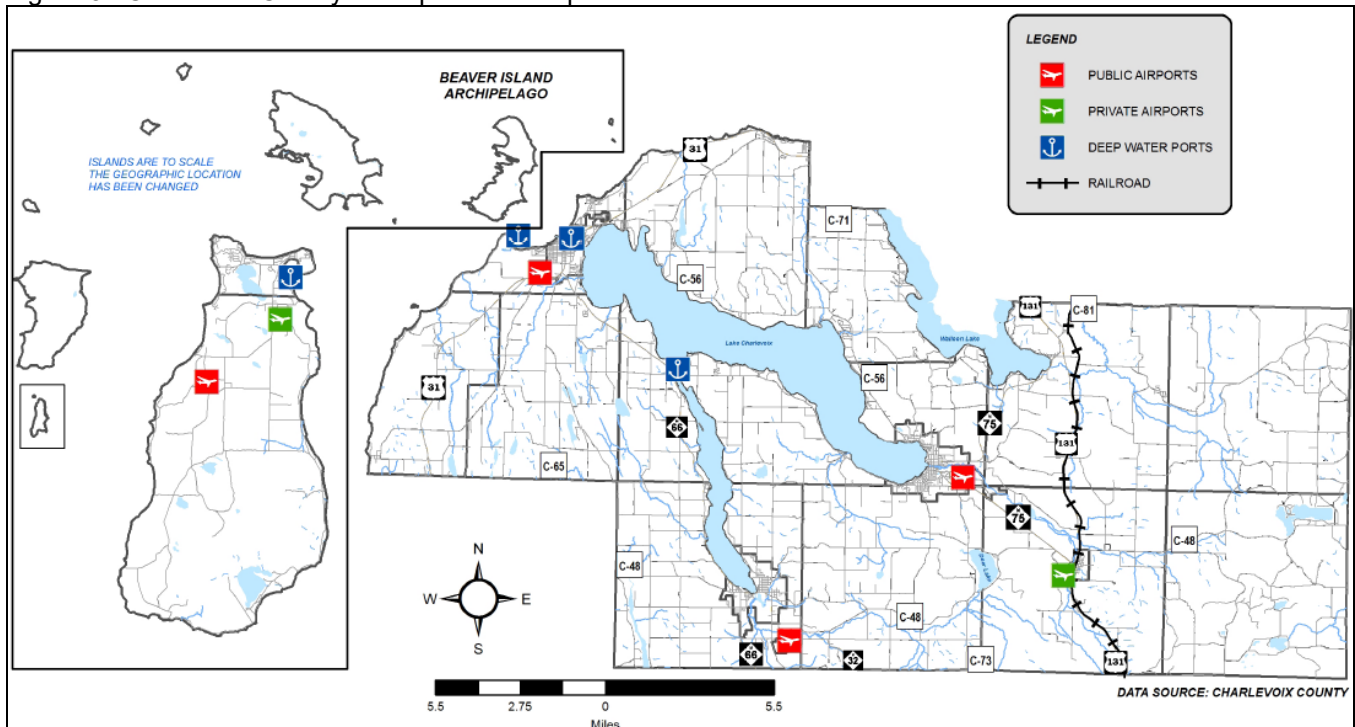 BEAVER ISLAND
ARCHIPELAGO
ISLANDS ARE TO SCALE
THE GEOGRAPHIC LOCATION
HAS BEEN CHANGED
LEGEND
PUBLIC AIRPORTS
PRIVATE AIRPORTS
DEEP WATER PORTS
RAILROAD
31
C-71
C-56
131
C-81
Lake Charlevoix
Walloon Lake
31
C-56
66
M
75
131
C-65
M
75
C-48
C-48
Deer Lake
C-48
N
W
E
S
M
66
32
C-73
131
5.5
2.75
0
5.5
Miles
DATA SOURCE: CHARLEVOIX COUNTY